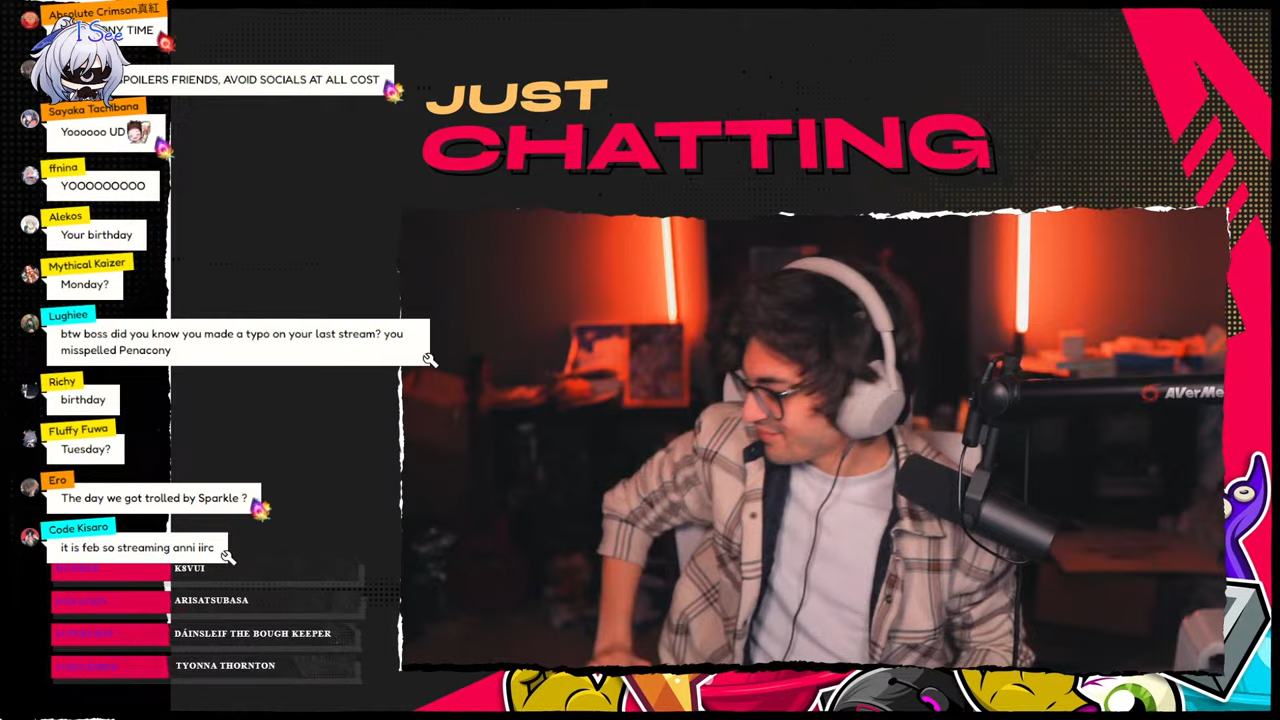 Absolute Crimson真紅
NY TIME
I See
POILERS FRIENDS, AVOID SOCIALS AT ALL COST
Sayaka Tachibana
Yoooooo UD
ffnina
YOOOOOOOOO
Alekos
Your birthday
Mythical Kaizer
Monday?
Lughiee
btw boss did you know you made a typo on your last stream? you
misspelled Penacony
Richy
birthday
Fluffy Fuwa
Tuesday?
Ero
The day we got trolled by Sparkle ?
Code Kisaro
it is feb so streaming anni iirc
K8VUI
ARISATSUBASA
DÁINSLEIF THE BOUGH KEEPER
TYONNA THORNTON
JUST
CHATTING
AVerMe